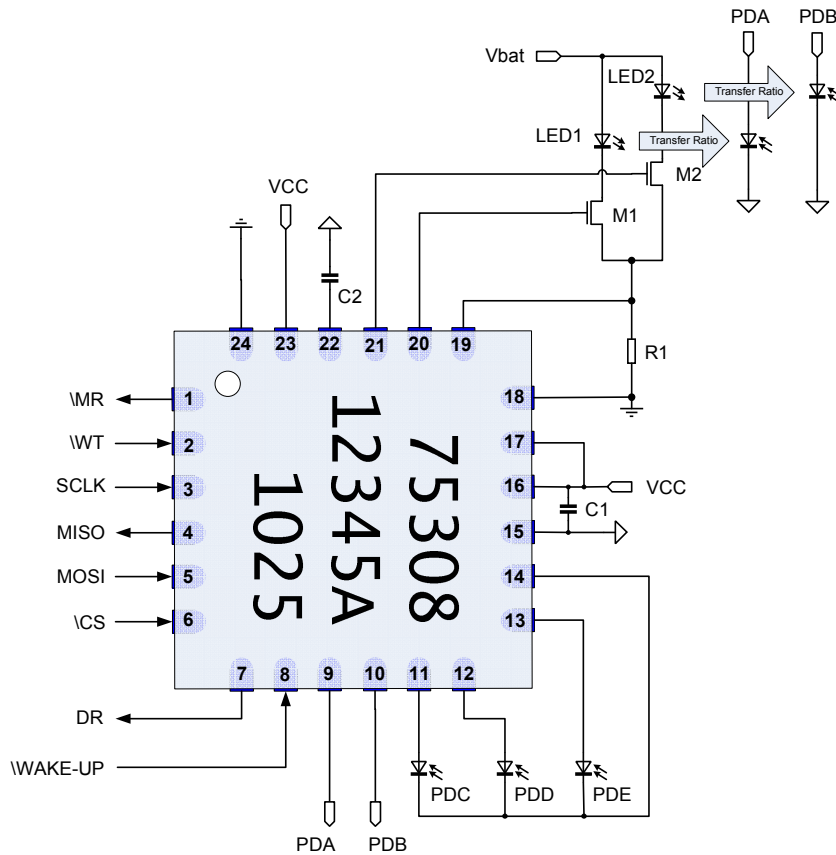 PDA
PDB
Vbat
LED2
Transfer Ratio
LED1
Transfer Ratio
VCC
M2
M1
C2
24
23
22
21
20
19
R1
\MR
1
18
\WT
2
17
SCLK
3
16
VCC
C1
MISO
4
15
MOSI
5
14
\CS
6
13
75308
12345A
1025
7
8
9
10
11
12
DR
\WAKE-UP
PDC
PDD
PDE
PDA
PDB